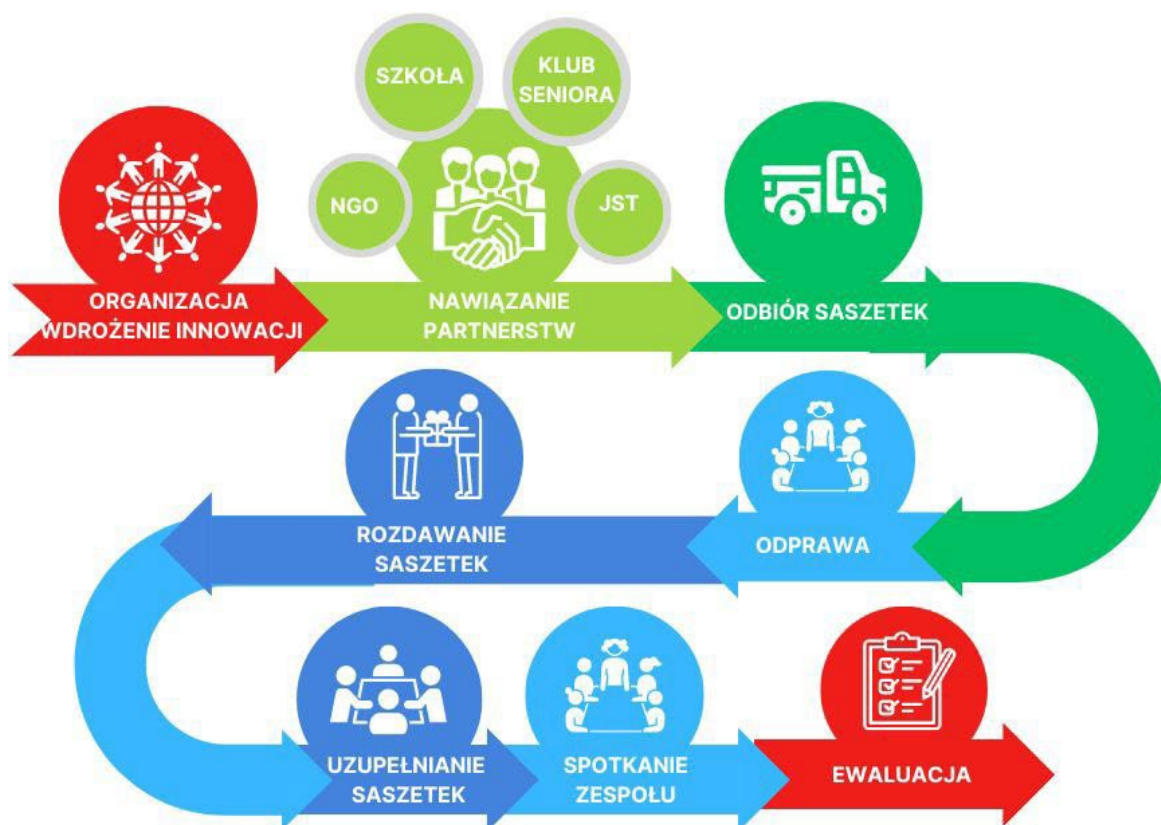 SZKOŁA
KLUB
SENIORA
NGO
JST
ORGANIZACJA
WDROŻENIE INNOWACJI
NAWIĄZANIE
PARTNERSTW
ODBIÓR SASZETEK
ODPRAWA
ROZDAWANIE
SASZETEK
UZUPEŁNIANIE
SASZETEK
SPOTKANIE
ZESPOŁU
EWALUACJA